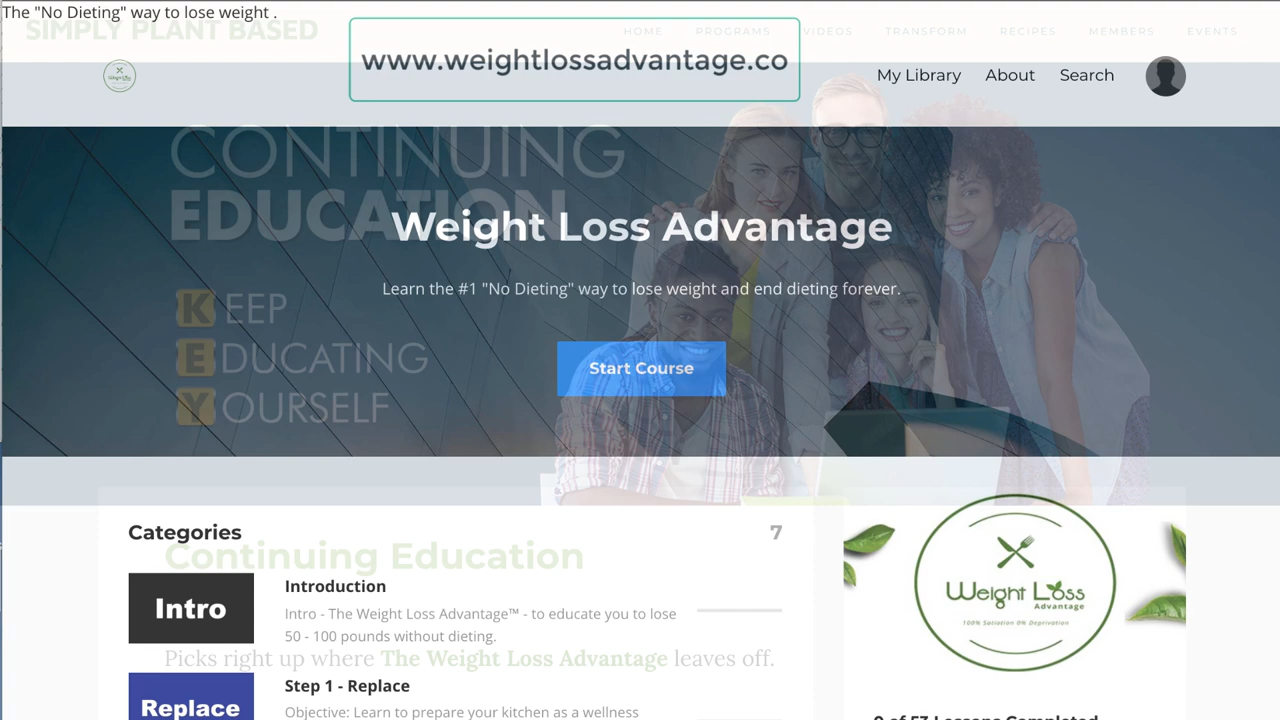 The "No Dieting" way to lose weight .
SIMPLY PLANT BASED
HOME PROGRAMS VIDEOS TRANSFORM RECIPES MEMBERS EVENTS
www.weightlossadvantage.co
My Library About Search
CONTINUING
EDUCATION
Weight Loss Advantage
Learn the #1 "No Dieting" way to lose weight and end dieting forever.
KEEP
EDUCATING
YOURSELF
Start Course
Categories 7
Continuing Education
Intro
Introduction
Intro - The Weight Loss Advantage™ - to educate you to lose
50 - 100 pounds without dieting.
Picks right up where The Weight Loss Advantage leaves off.
Replace
Step 1 - Replace
Objective: Learn to prepare your kitchen as a wellness
Weight Loss
Advantage
100% Satiation 0% Deprivation